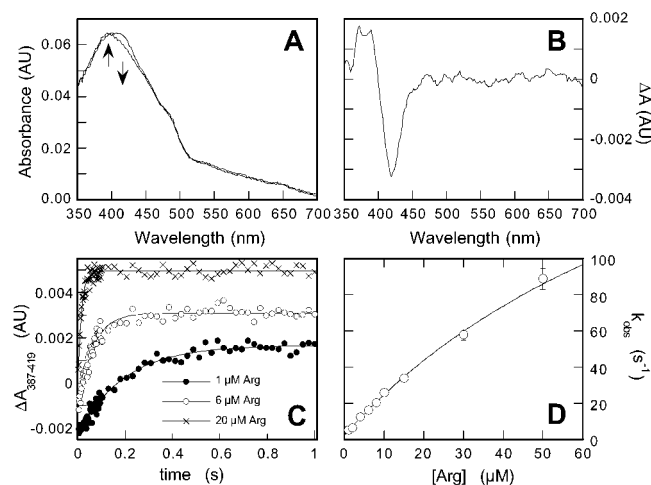 A
Absorbance (AU)
0.06
0.04
0.02
0.00
350 400 450 500 550 600 650 700
Wavelength (nm)
B
0.002
0
-0.002
-0.004
ΔA (AU)
350 400 450 500 550 600 650 700
Wavelength (nm)
C
ΔA387-419 (AU)
0.004
0.002
0
-0.002
1 µM Arg
6 µM Arg
20 µM Arg
0 0.2 0.4 0.6 0.8 1
time (s)
D
100
80
60
40
20
0
kobs (s-1)
0 10 20 30 40 50 60
[Arg] (µM)